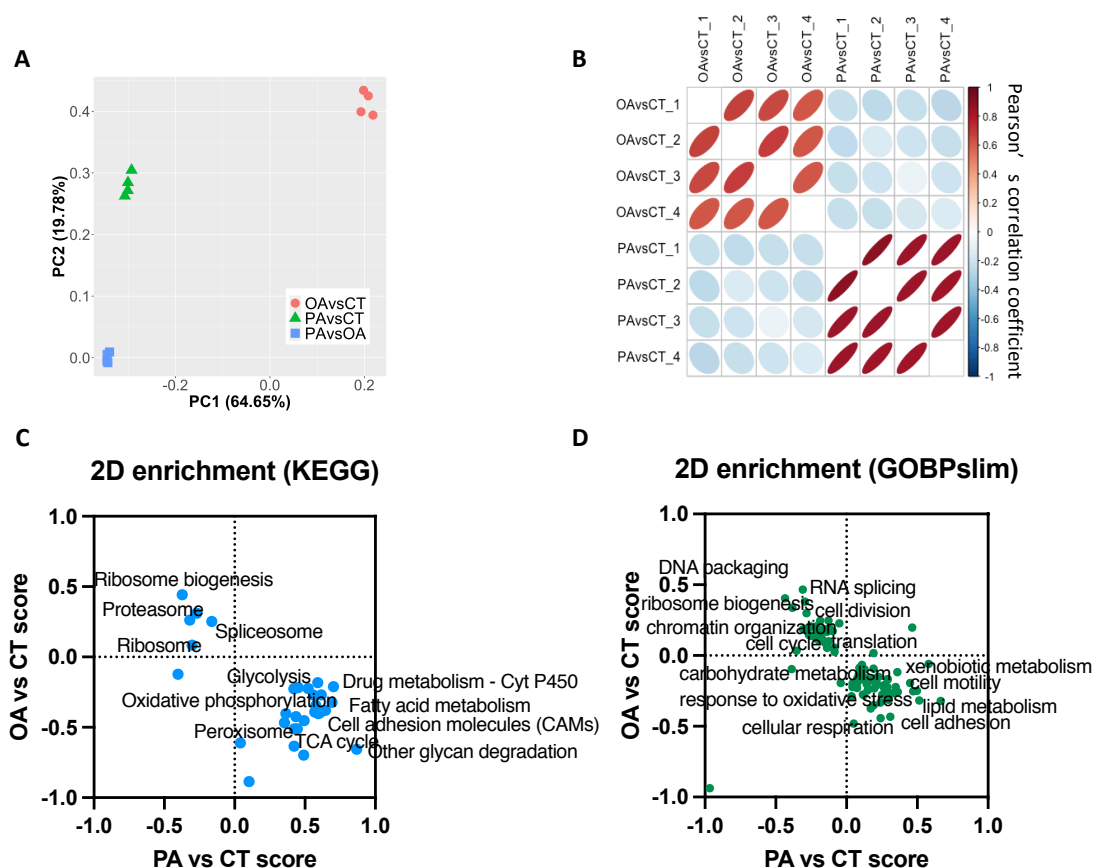 A
0.4
0.3
0.2
0.1
0.0
PC2 (19.78%)
OAvsCT
PAvsCT
PAvsOA
-0.2
0.0
0.2
PC1 (64.65%)
B
OAvsCT_1
OAvsCT_2
OAvsCT_3
OAvsCT_4
PAvsCT_1
PAvsCT_2
PAvsCT_3
PAvsCT_4
OAvsCT_1
OAvsCT_2
OAvsCT_3
OAvsCT_4
PAvsCT_1
PAvsCT_2
PAvsCT_3
PAvsCT_4
1
0.8
0.6
0.4
0.2
0
-0.2
-0.4
-0.6
-0.8
-1
Pearson’s correlation coefficient
C
2D enrichment (KEGG)
1.0
0.5
0.0
-0.5
-1.0
OA vs CT score
Ribosome biogenesis
Proteasome
Spliceosome
Ribosome
Glycolysis
Drug metabolism - Cyt P450
Oxidative phosphorylation
Fatty acid metabolism
Cell adhesion molecules (CAMs)
Peroxisome
TCA cycle
Other glycan degradation
-1.0
-0.5
0.0
0.5
1.0
PA vs CT score
D
2D enrichment (GOBPslim)
1.0
0.5
0.0
-0.5
-1.0
OA vs CT score
DNA packaging
RNA splicing
ribosome biogenesis
cell division
chromatin organization
cell cycle
translation
xenobiotic metabolism
carbohydrate metabolism
cell motility
response to oxidative stress
lipid metabolism
cellular respiration
cell adhesion
-1.0
-0.5
0.0
0.5
1.0
PA vs CT score